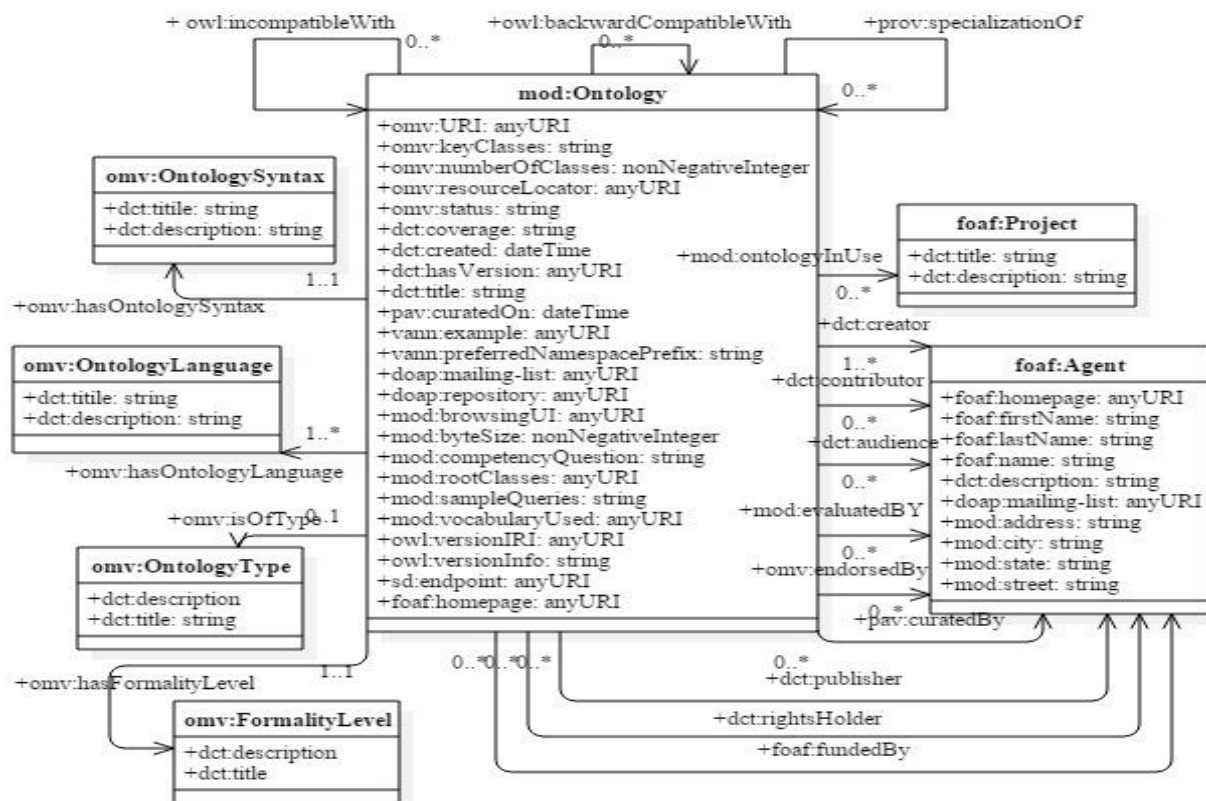 + owl:incompatibleWith
0..*
+owl:backwardCompatibleWith
0..*
+prov:specializationOf
0..*
mod:Ontology
+omv:URI: anyURI
+omv:keyClasses: string
+omv:numberOfClasses: nonNegativeInteger
+omv:resourceLocator: anyURI
+omv:status: string
+dct:coverage: string
+dct:created: dateTime
+dct:hasVersion: anyURI
+dct:title: string
+pav:curatedOn: dateTime
+vann:example: anyURI
+vann:preferredNamespacePrefix: string
+doap:mailing-list: anyURI
+doap:repository: anyURI
+mod:browsingUI: anyURI
+mod:byteSize: nonNegativeInteger
+mod:competencyQuestion: string
+mod:rootClasses: anyURI
+mod:sampleQueries: string
+mod:vocabularyUsed: anyURI
+owl:versionIRI: anyURI
+owl:versionInfo: string
+sd:endpoint: anyURI
+foaf:homepage: anyURI
omv:OntologySyntax
+dct:titile: string
+dct:description: string
1..1
+omv:hasOntologySyntax
omv:OntologyLanguage
+dct:titile: string
+dct:description: string
1..*
+omv:hasOntologyLanguage
0..1
+omv:isOfType
omv:OntologyType
+dct:description
+dct:title: string
1..1
+omv:hasFormalityLevel
omv:FormalityLevel
+dct:description
+dct:title
+mod:ontologyInUse
0..*
foaf:Project
+dct:title: string
+dct:description: string
+dct:creator
1..*
+dct:contributor
0..*
+dct:audience
0..*
+mod:evaluatedBY
0..*
+omv:endorsedBy
0..*
+pav:curatedBy
0..*
foaf:Agent
+foaf:homepage: anyURI
+foaf:firstName: string
+foaf:lastName: string
+foaf:name: string
+dct:description: string
+doap:mailing-list: anyURI
+mod:address: string
+mod:city: string
+mod:state: string
+mod:street: string
0..*
0..*
0..*
+dct:publisher
+dct:rightsHolder
+foaf:fundedBy